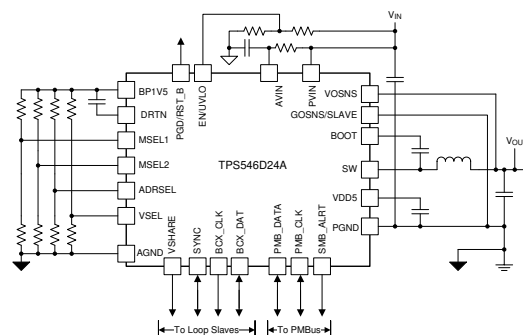 VIN
BP1V5
DRTN
MSEL1
MSEL2
ADRSEL
VSEL
AGND
PGD/RST_B
EN/UVLO
AVIN
PVIN
VOSNS
GOSNS/SLAVE
BOOT
SW
VDD5
PGND
TPS546D24A
VOUT
VSHARE
SYNC
BCX_CLK
BCX_DAT
PMB_DATA
PMB_CLK
SMB_ALRT
To Loop Slaves
To PMBus